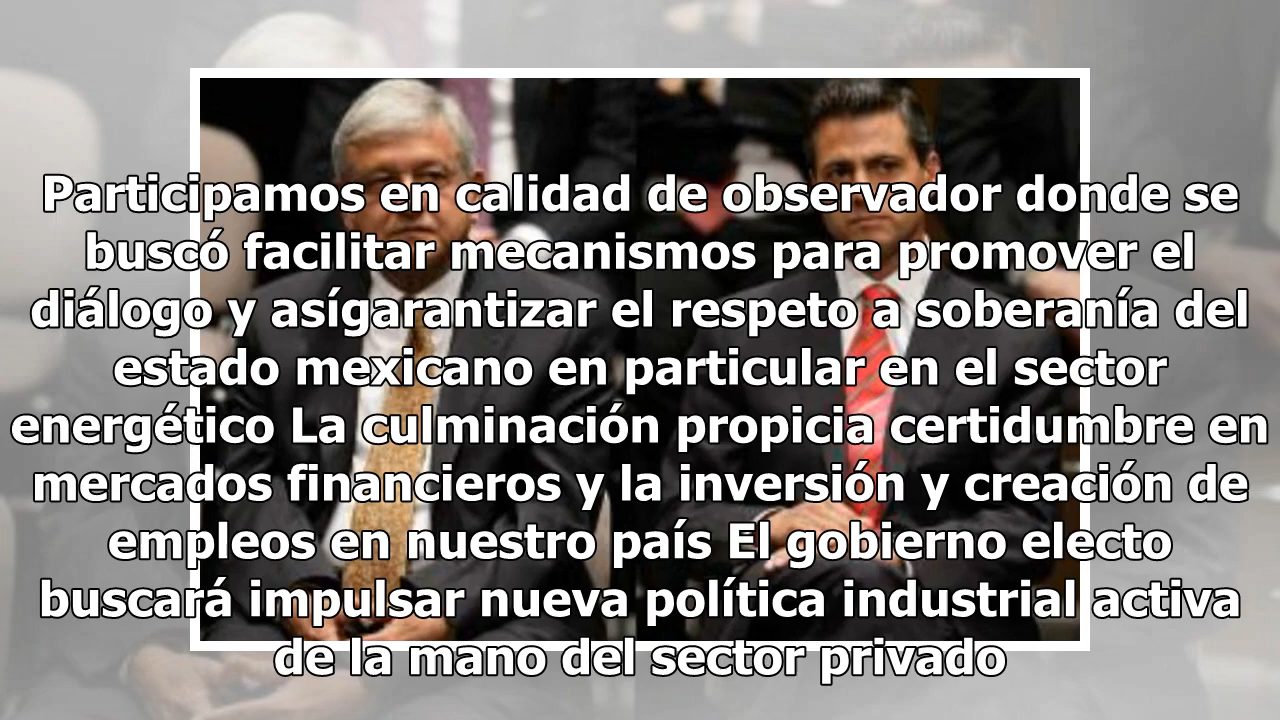 Participamos en calidad de observador donde se
buscó facilitar mecanismos para promover el
diálogo y asígarantizar el respeto a soberanía del
estado mexicano en particular en el sector
energético La culminación propicia certidumbre en
mercados financieros y la inversión y creación de
empleos en nuestro país El gobierno electo
buscará impulsar nueva política industrial activa
de la mano del sector privado